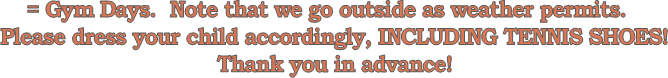 = Gym Days.  Note that we go outside as weather permits.
Please dress your child accordingly, INCLUDING TENNIS SHOES!
Thank you in advance!